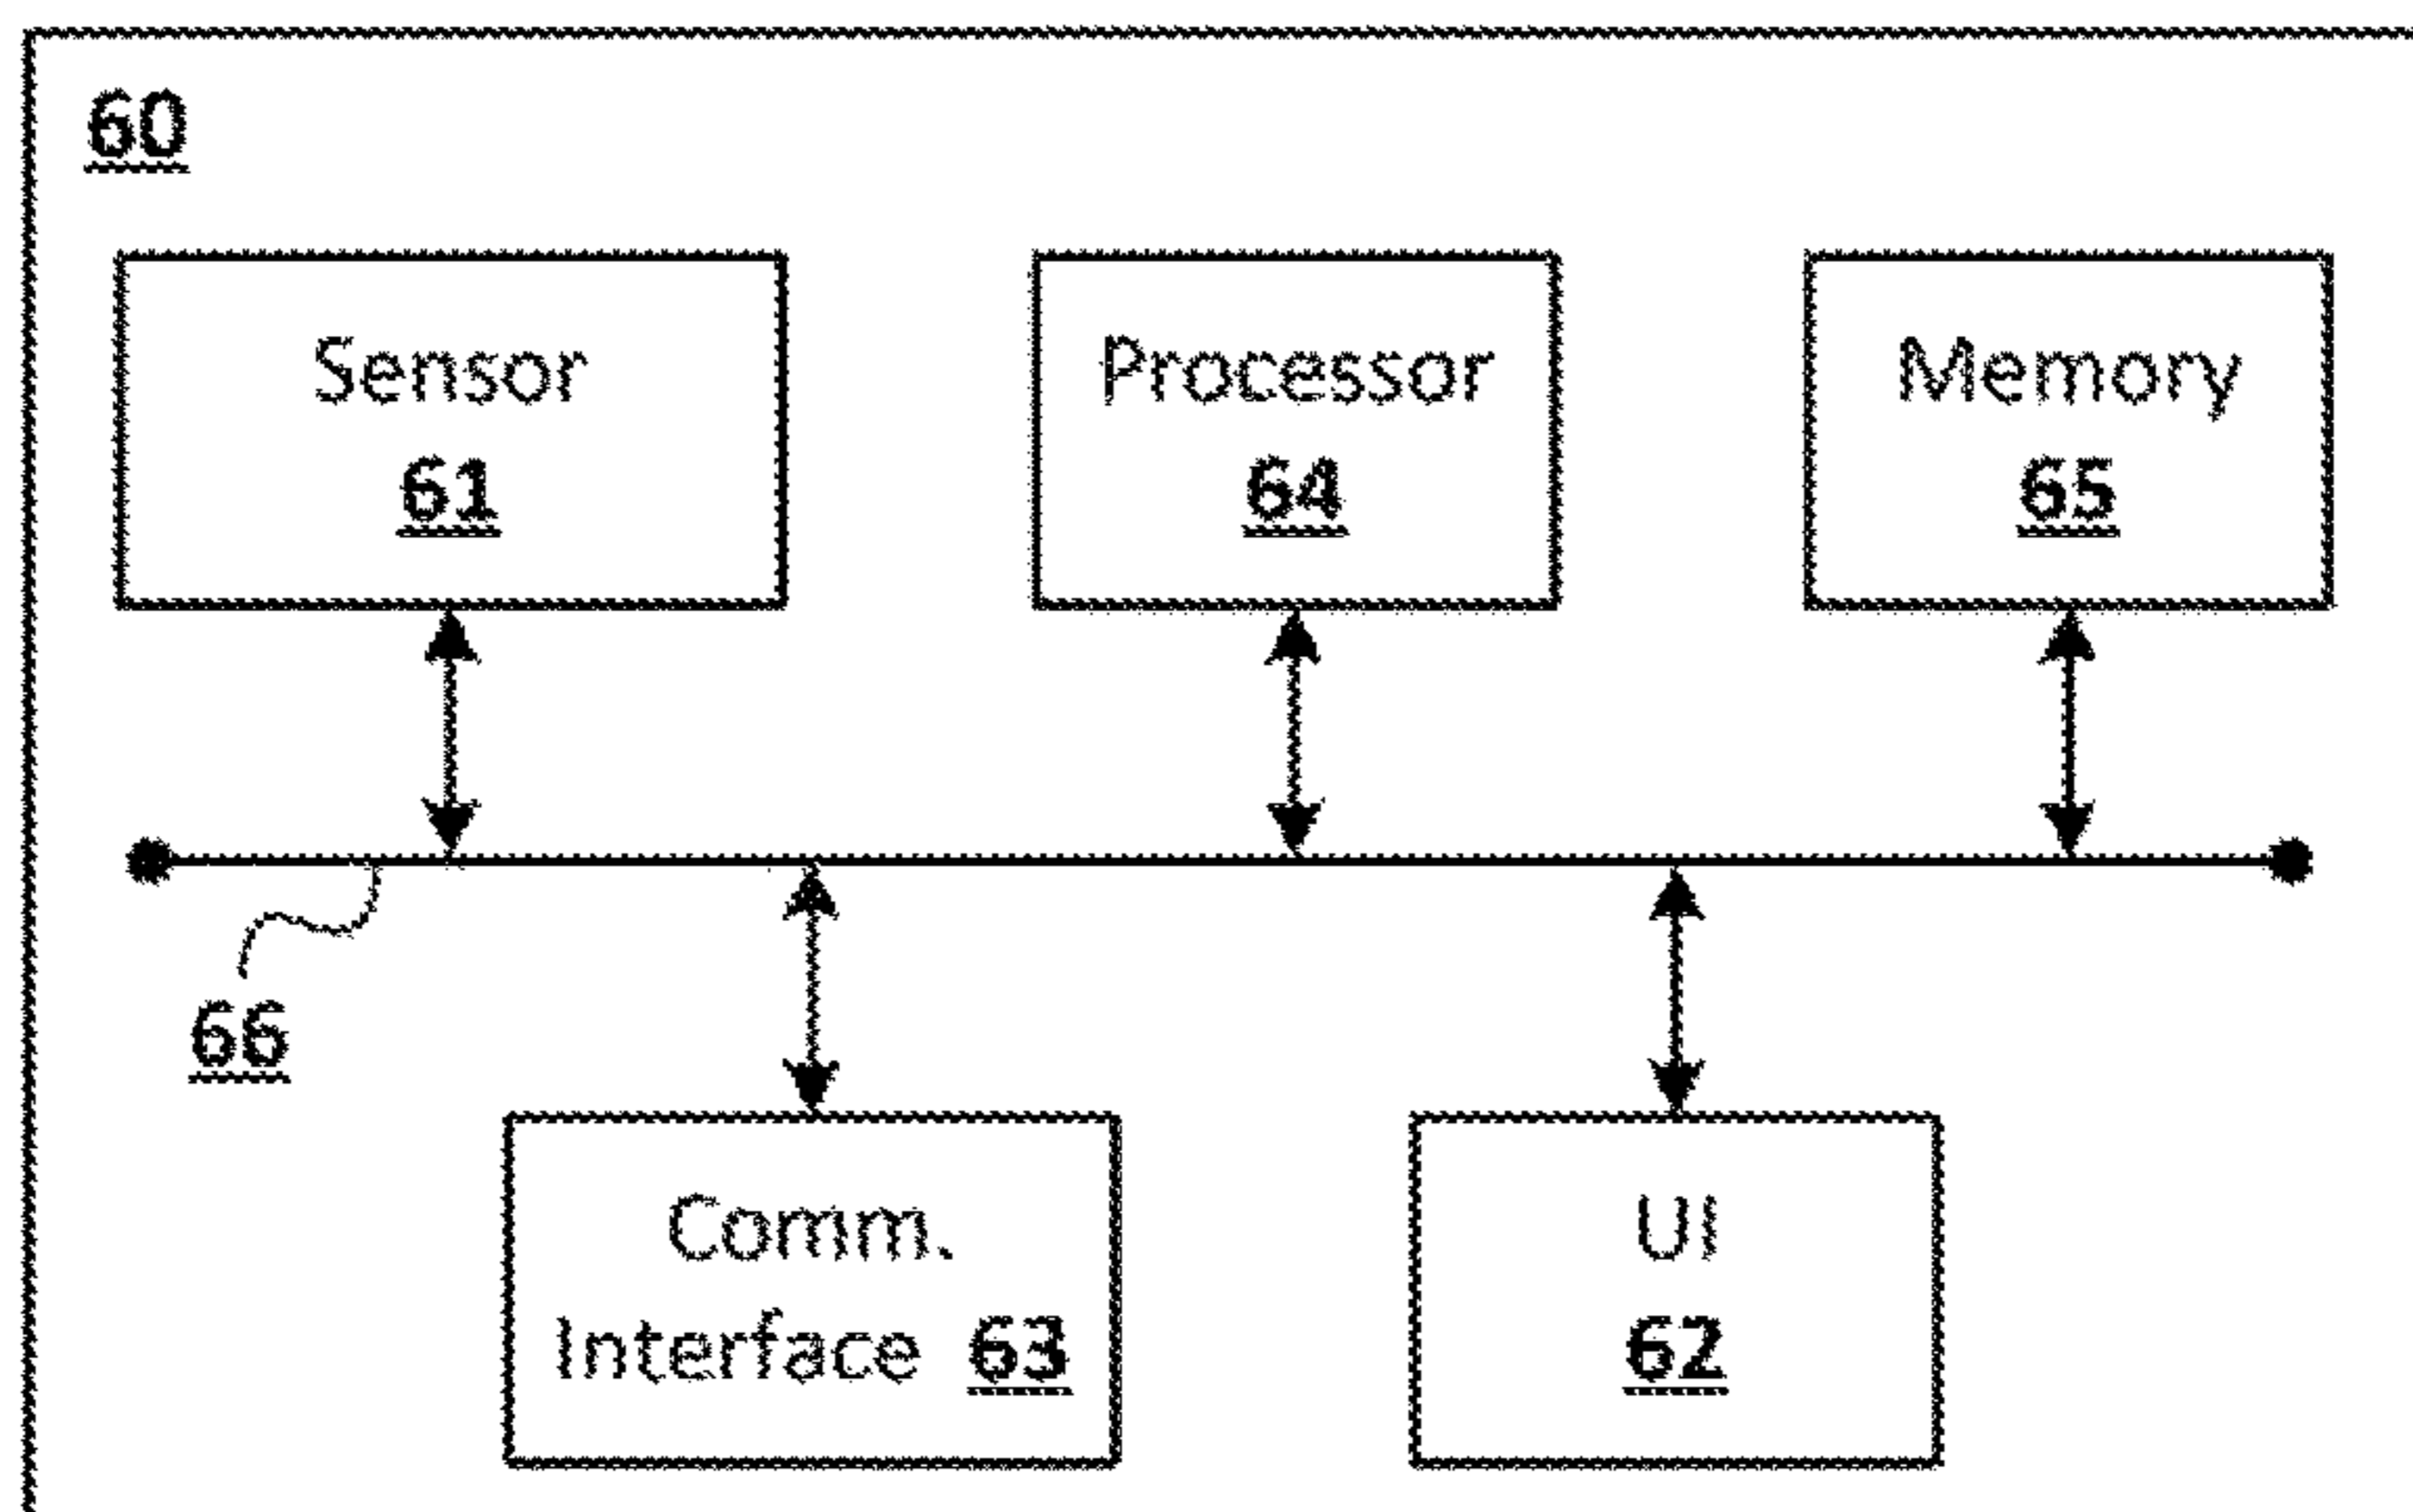 60
Sensor
61
Processor
64
Memory
65
66
Comm.
Interface 63
UI
62